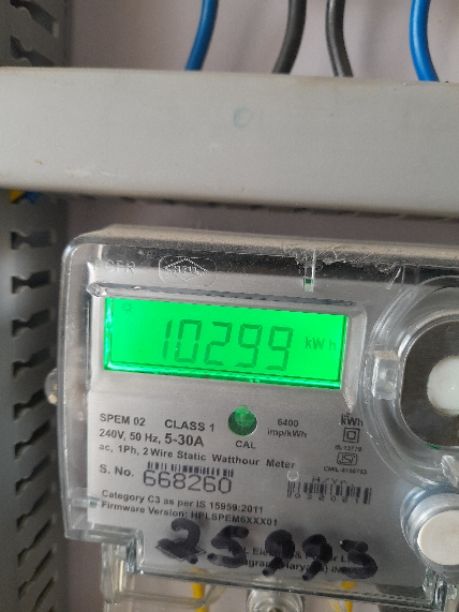 10299 kWh
SPEM 02 CLASS 1 6400
240V, 50 Hz, 5-30A CAL imp/kWh
kWh
ac, 1Ph, 2 Wire Static Watthour Meter
S. No. 668260
Category C3 as per IS 15959:2011
Firmware Version: HPLSPEM6XXX01